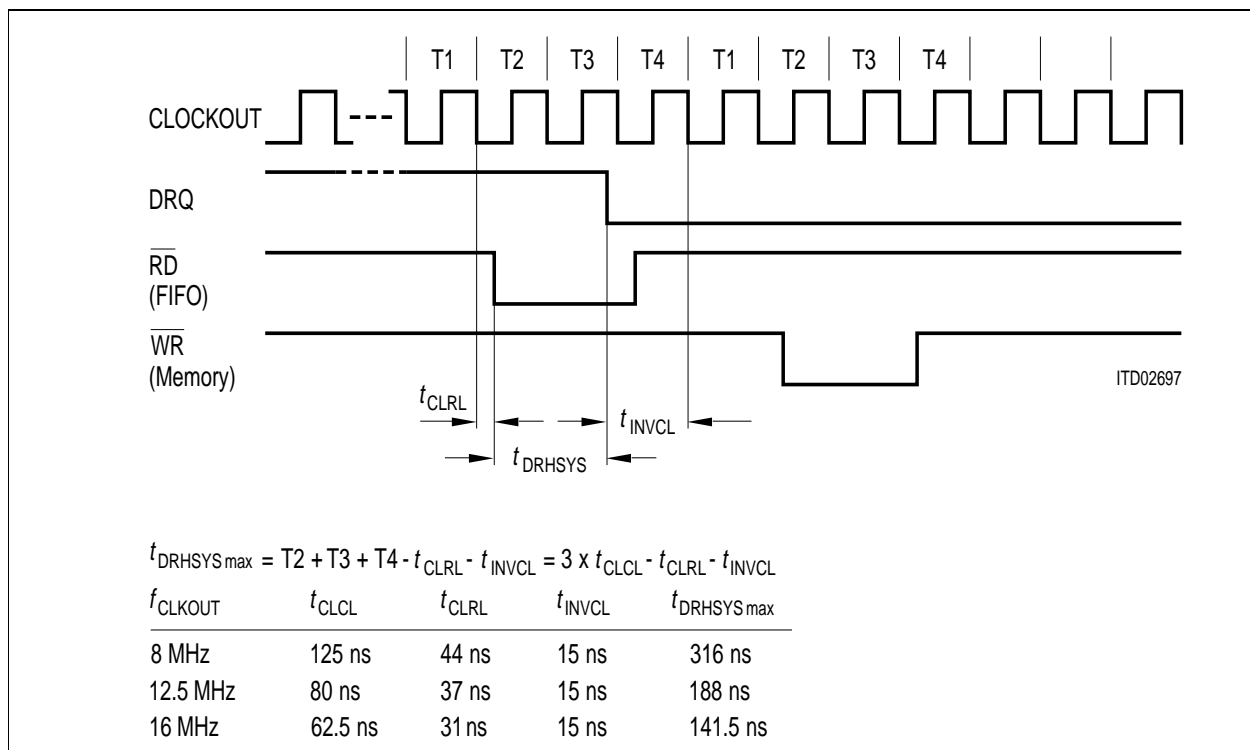 T1 T2 T3 T4 T1 T2 T3 T4
CLOCKOUT
DRQ
RD
(FIFO)
WR
(Memory)
ITD02697
tCLRL
tINVCL
tDRHSYS
tDRHSYS max = T2 + T3 + T4 - tCLRL - tINVCL = 3 x tCLCL - tCLRL - tINVCL
fCLKOUT tCLCL tCLRL tINVCL tDRHSYS max
8 MHz 125 ns 44 ns 15 ns 316 ns
12.5 MHz 80 ns 37 ns 15 ns 188 ns
16 MHz 62.5 ns 31 ns 15 ns 141.5 ns